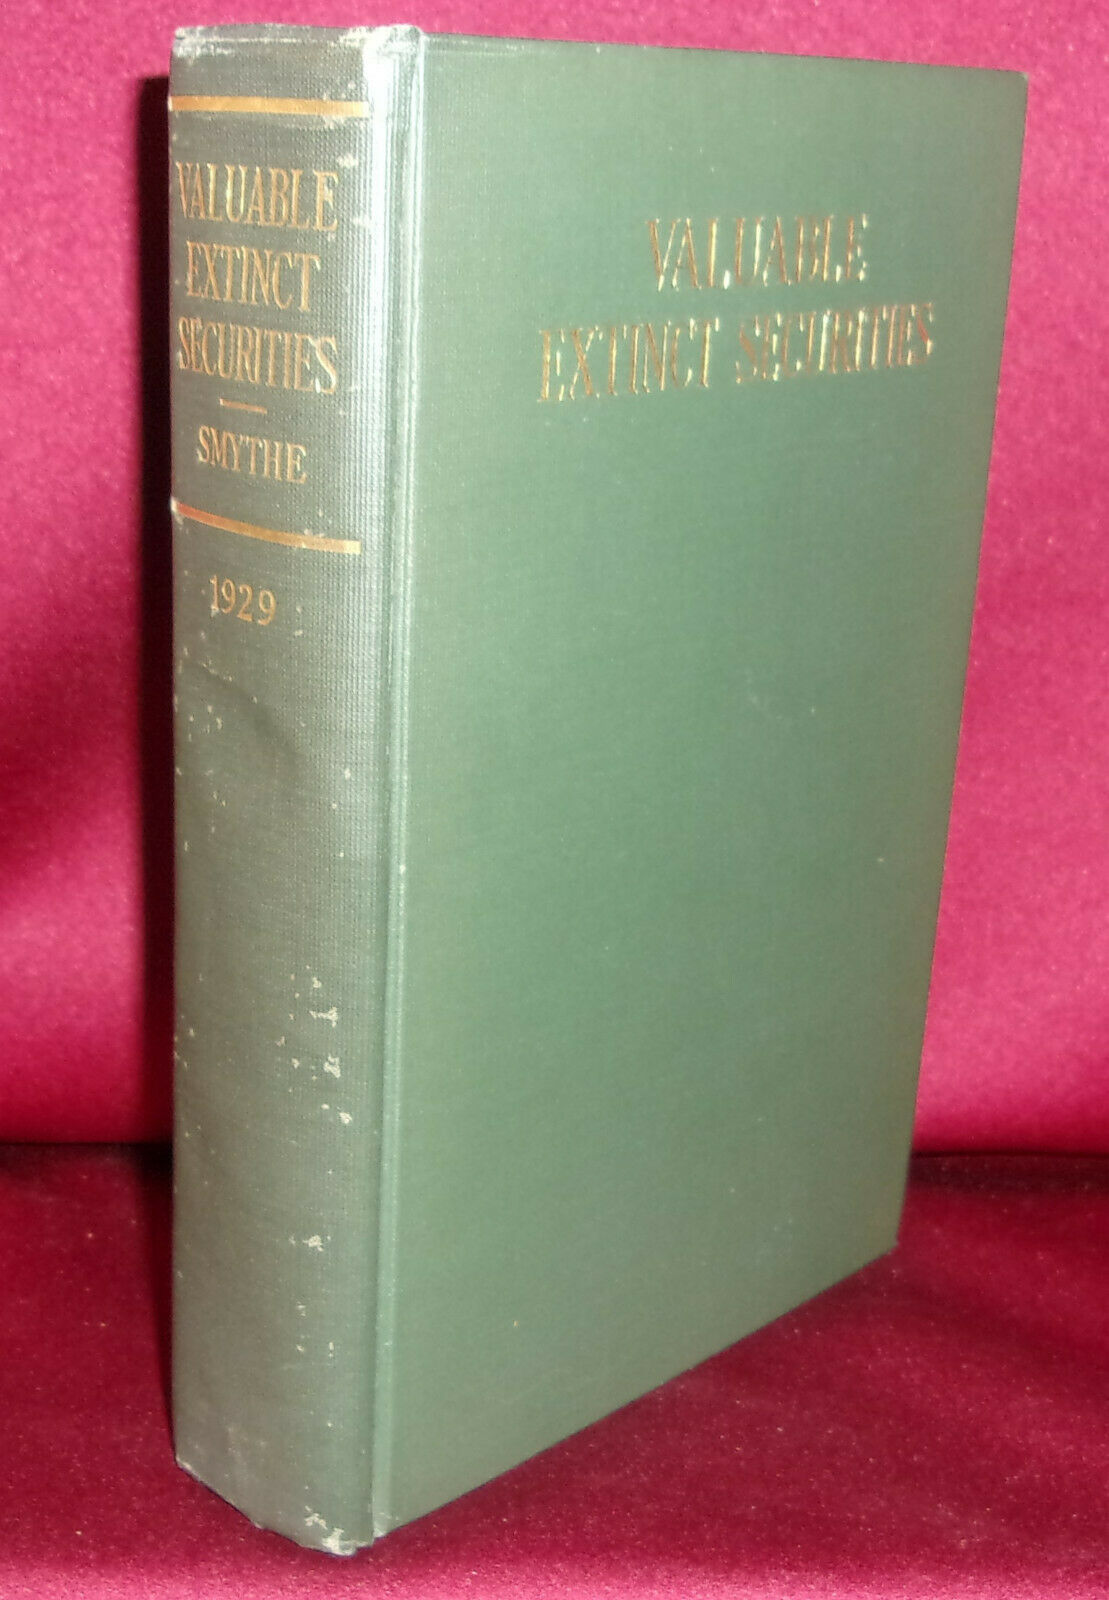 VALUABLE
EXTINCT
SECURITIES
SMYTHE
1929
VALUABLE
EXTINCT SECURITIES